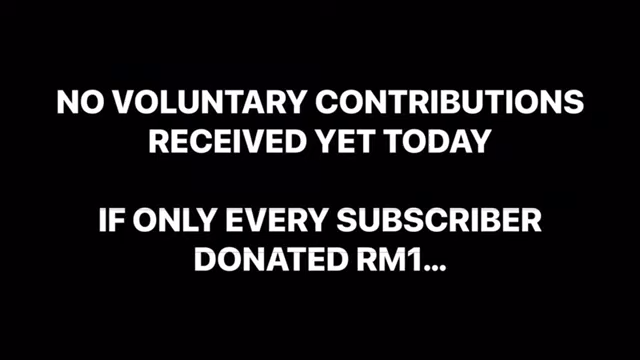 NO VOLUNTARY CONTRIBUTIONS
RECEIVED YET TODAY
IF ONLY EVERY SUBSCRIBER
DONATED RM1...